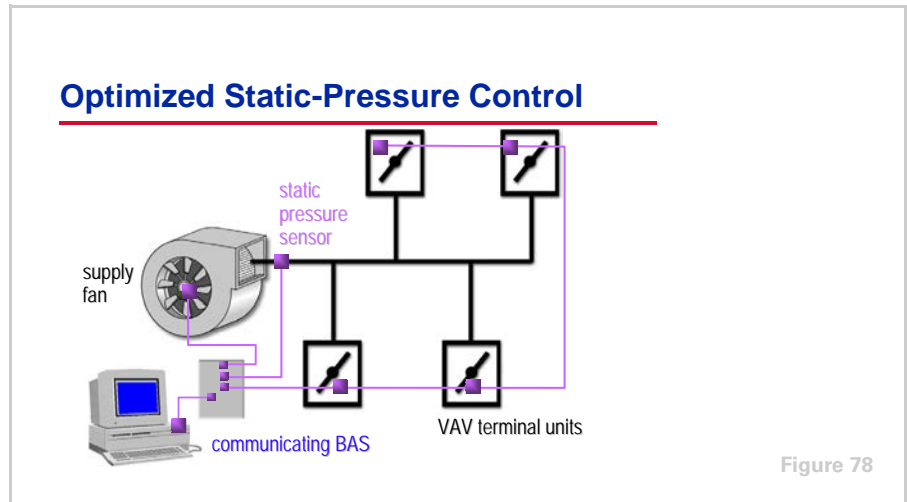 Optimized Static-Pressure Control
static
pressure
sensor
supply
fan
VAV terminal units
communicating BAS
Figure 78